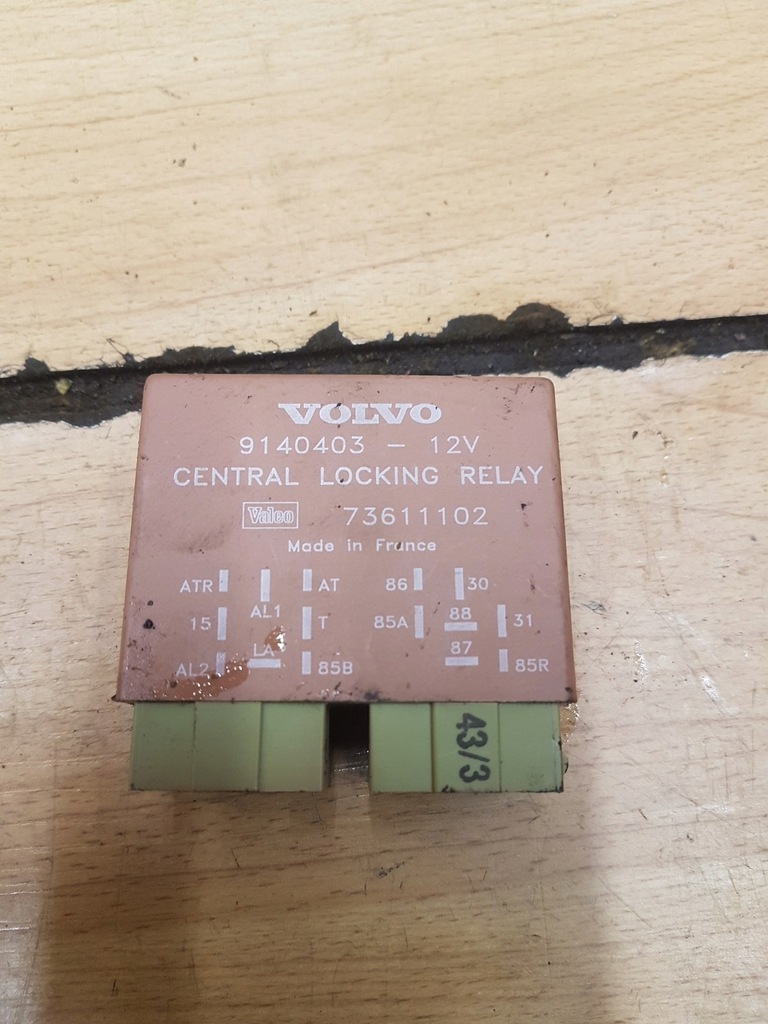 VOLVO
9140403 - 12V
CENTRAL LOCKING RELAY
Valeo 73611102
Made in France
ATR AT 86 30
AL1 88
15 T 85A 31
LA 87
AL2 85B 85R
43/3